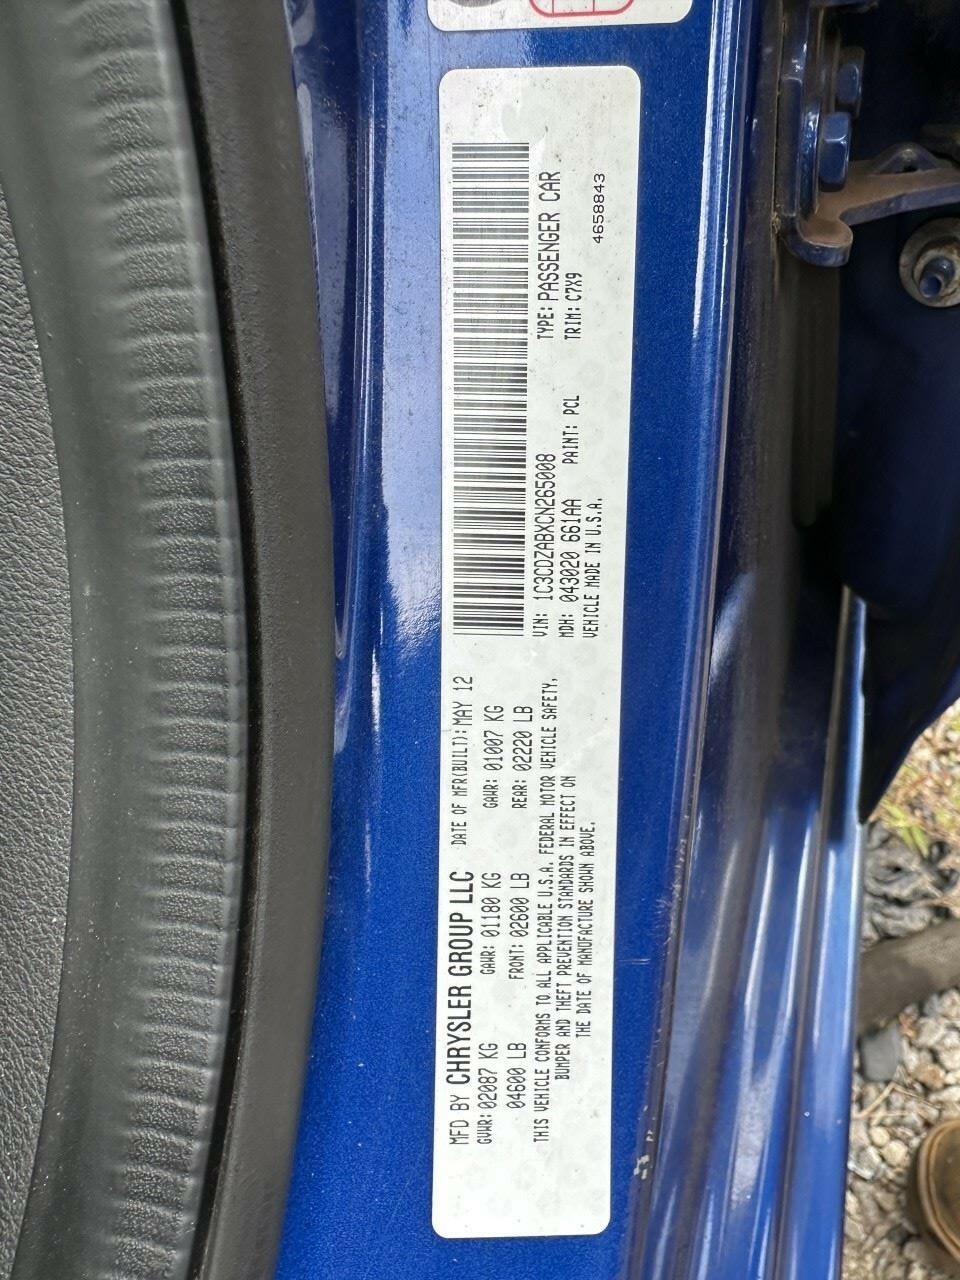 MFD BY CHRYSLER GROUP LLC DATE OF MFR(BUILT): MAY 12
GVWR: 02087 KG GAWR: 01180 KG GAWR: 01007 KG
04600 LB FRONT: 02600 LB REAR: 02220 LB
THIS VEHICLE CONFORMS TO ALL APPLICABLE U.S.A. FEDERAL MOTOR VEHICLE SAFETY,
BUMPER AND THEFT PREVENTION STANDARDS IN EFFECT ON
THE DATE OF MANUFACTURE SHOWN ABOVE.
VIN: 1C3CDZABXCN265008 TYPE: PASSENGER CAR
MDH: 043020 661AA PAINT: PCL TRIM: C7X9
VEHICLE MADE IN U.S.A. 4658843